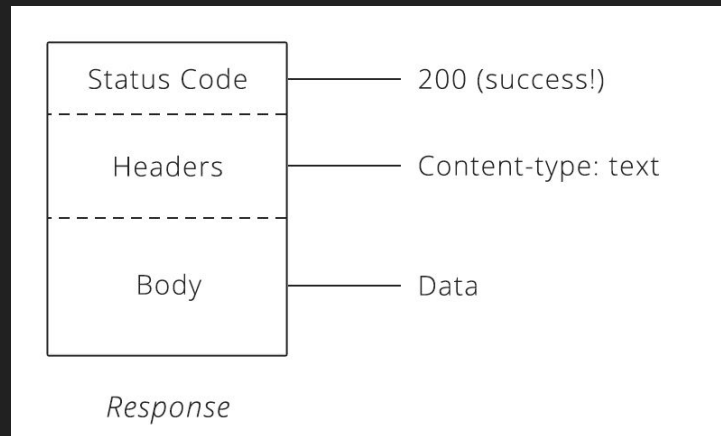 Status Code
200 (success!)
Headers
Content-type: text
Body
Data
Response